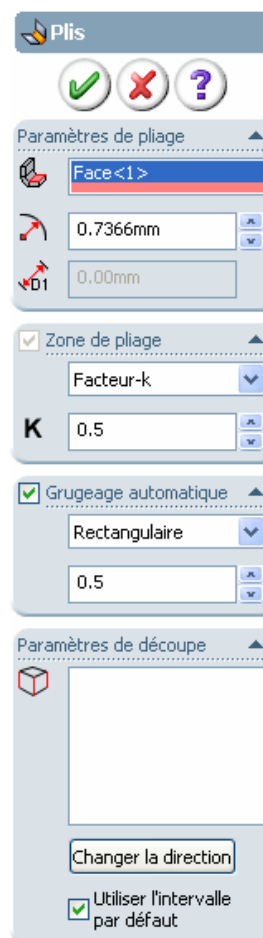 Plis
?
Paramètres de pliage
Face<1>
0.7366mm
D1
0.00mm
Zone de pliage
Facteur-k
K
0.5
Grugeage automatique
Rectangulaire
0.5
Paramètres de découpe
Changer la direction
Utiliser l'intervalle
par défaut